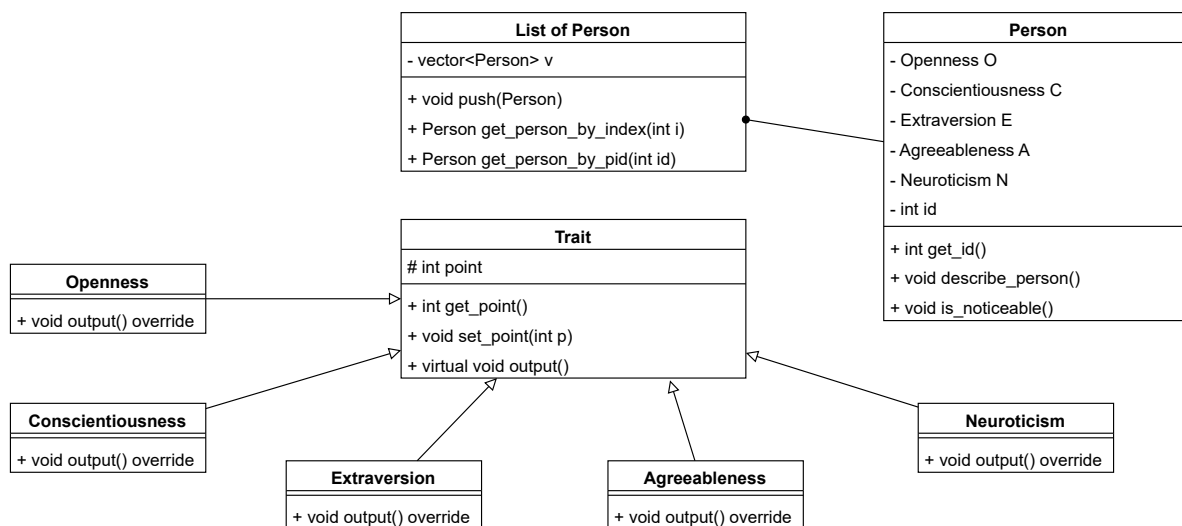 List of Person
- vector<Person> v
+ void push(Person)
+ Person get_person_by_index(int i)
+ Person get_person_by_pid(int id)
Person
- Openness O
- Conscientiousness C
- Extraversion E
- Agreeableness A
- Neuroticism N
- int id
+ int get_id()
+ void describe_person()
+ void is_noticeable()
Trait
# int point
+ int get_point()
+ void set_point(int p)
+ virtual void output()
Openness
+ void output() override
Conscientiousness
+ void output() override
Extraversion
+ void output() override
Agreeableness
+ void output() override
Neuroticism
+ void output() override